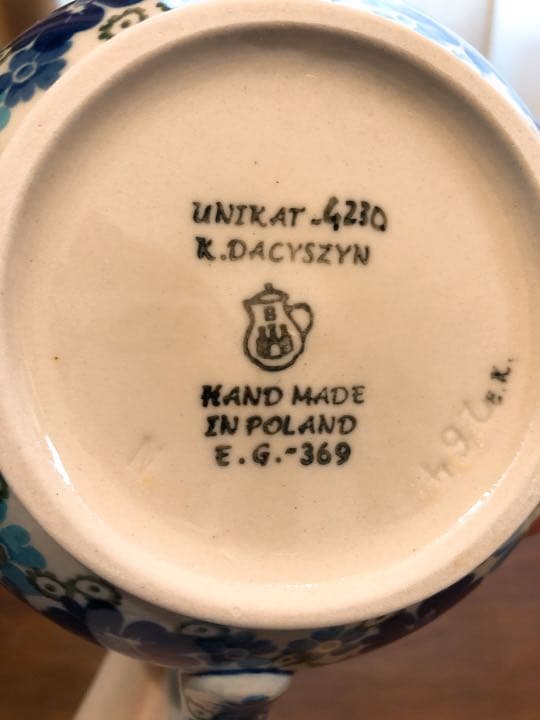 UNIKAT-4230
K.DACYSZYN
B
HAND MADE
IN POLAND
E.G.-369
B.K.